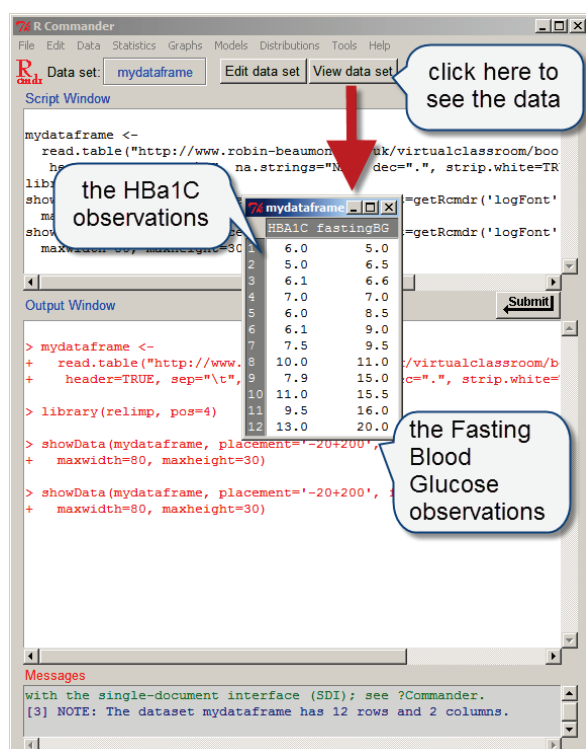 R Commander
File Edit Data Statistics Graphs Models Distributions Tools Help
R cmdr Data set: mydataframe Edit data set View data set
click here to
see the data
Script Window
mydataframe <-
read.table("http://www.robin-beaumont uk/virtualclassroom/boo
na.strings="N dec=".", strip.white=TR
=getRcmdr('logFont'
=getRcmdr('logFont'
the HBa1C
observations
mydataframe
HBA1C fastingBG
1 6.0 5.0
2 5.0 6.5
3 6.1 6.6
4 7.0 7.0
5 6.0 8.5
6 6.1 9.0
7 7.5 9.5
8 10.0 11.0
9 7.9 15.0
10 11.0 15.5
11 9.5 16.0
12 13.0 20.0
Output Window
Submit
> mydataframe <-
+ read.table("http://www. /virtualclassroom/b
+ header=TRUE, sep="\t", c=".", strip.white=
> library(relimp, pos=4)
> showData(mydataframe, placement='-20+200',
+ maxwidth=80, maxheight=30)
> showData(mydataframe, placement='-20+200',
+ maxwidth=80, maxheight=30)
the Fasting
Blood
Glucose
observations
Messages
with the single-document interface (SDI); see ?Commander.
[3] NOTE: The dataset mydataframe has 12 rows and 2 columns.